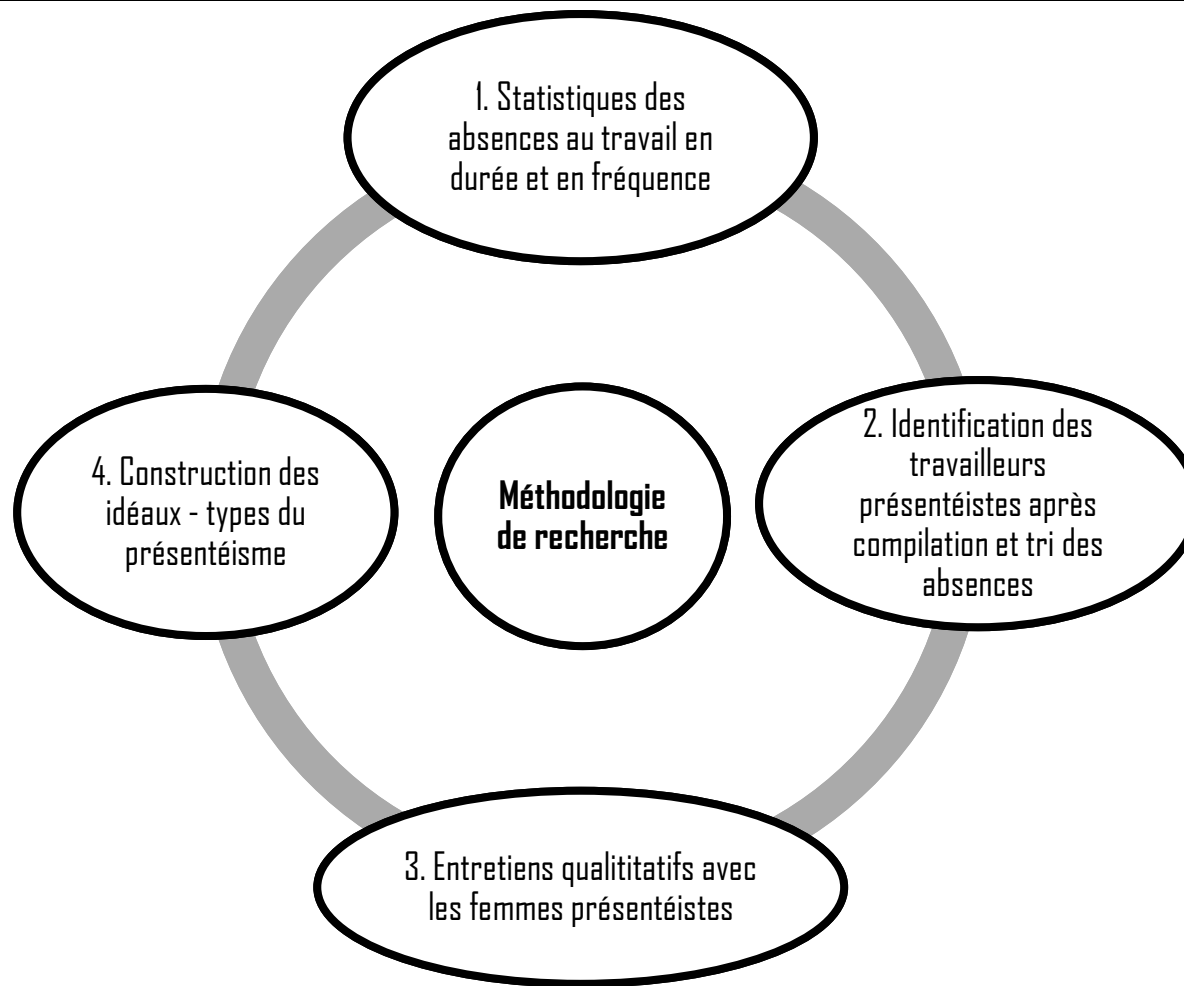 1. Statistiques des
absences au travail en
durée et en fréquence
2. Identification des
travailleurs
présentéistes après
compilation et tri des
absences
4. Construction des
idéaux - types du
présentéisme
Méthodologie
de recherche
3. Entretiens qualititatifs avec
les femmes présentéistes